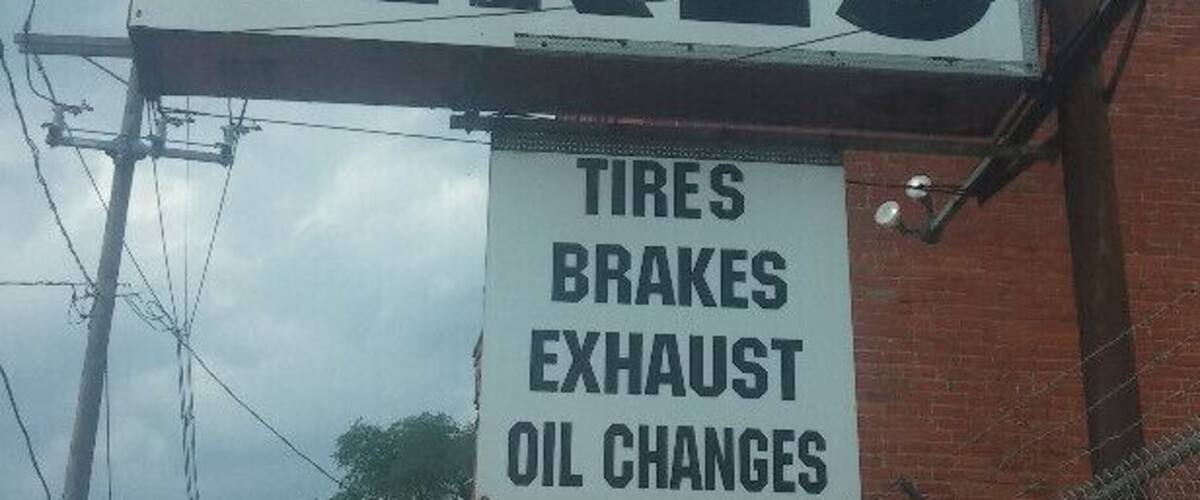 TIRES
BRAKES
EXHAUST
OIL CHANGES